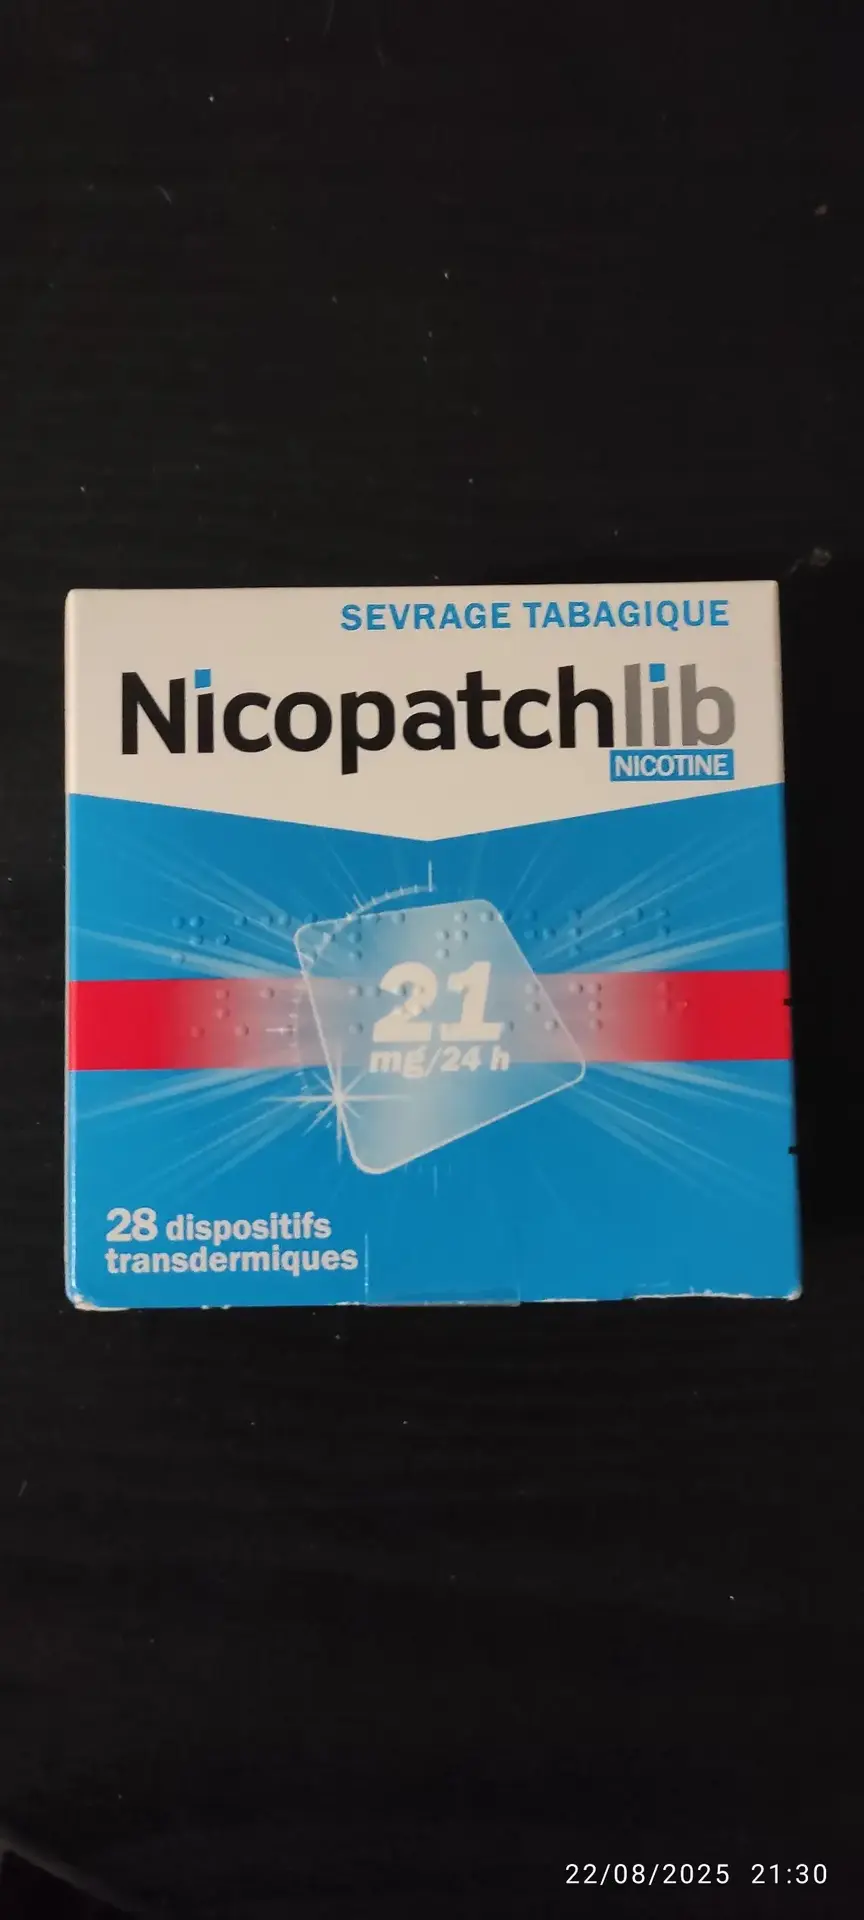 SEVRAGE TABAGIQUE
Nicopatchlib
NICOTINE
21
mg/24 h
28 dispositifs
transdermiques
22/08/2025 21:30